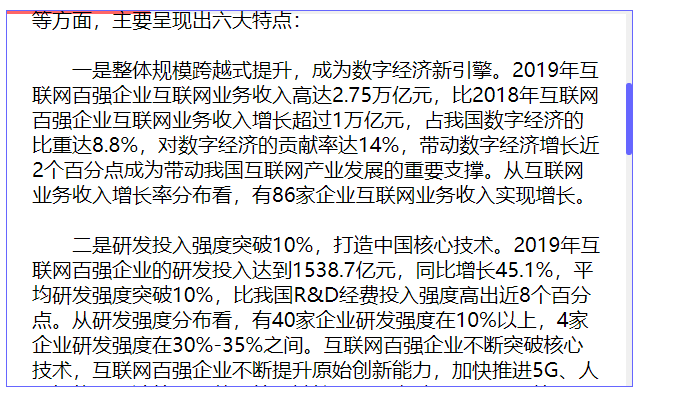 等方面，主要呈现出六大特点：
一是整体规模跨越式提升，成为数字经济新引擎。2019年互
联网百强企业互联网业务收入高达2.75万亿元，比2018年互联网
百强企业互联网业务收入增长超过1万亿元，占我国数字经济的
比重达8.8%，对数字经济的贡献率达14%，带动数字经济增长近
2个百分点成为带动我国互联网产业发展的重要支撑。从互联网
业务收入增长率分布看，有86家企业互联网业务收入实现增长。
二是研发投入强度突破10%，打造中国核心技术。2019年互
联网百强企业的研发投入达到1538.7亿元，同比增长45.1%，平
均研发强度突破10%，比我国R&D经费投入强度高出近8个百分
点。从研发强度分布看，有40家企业研发强度在10%以上，4家
企业研发强度在30%-35%之间。互联网百强企业不断突破核心
技术，互联网百强企业不断提升原始创新能力，加快推进5G、人